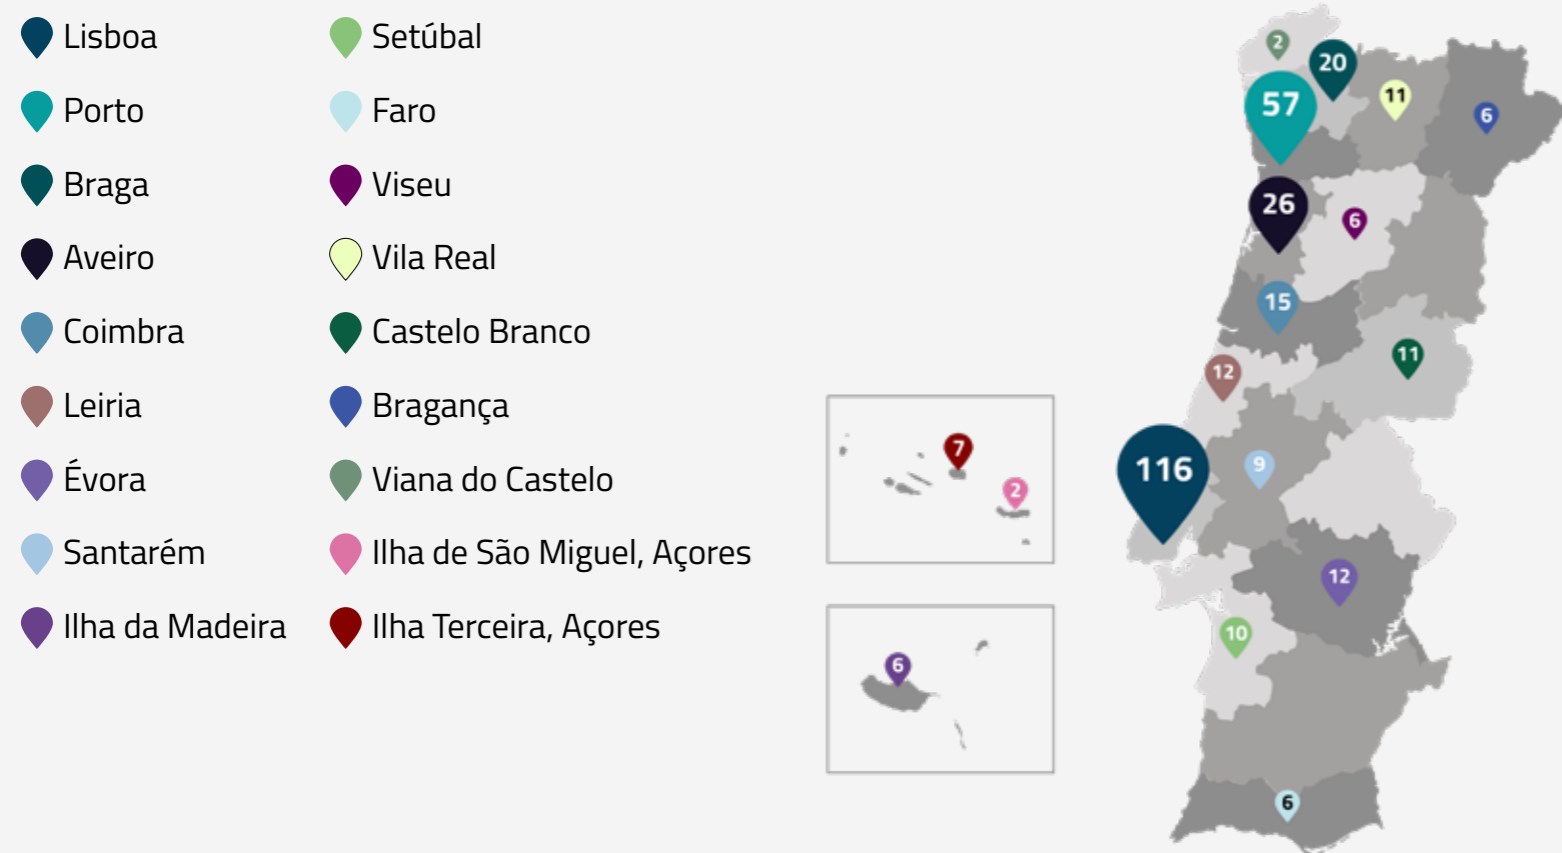 Lisboa
Porto
Braga
Aveiro
Coimbra
Leiria
Évora
Santarém
Ilha da Madeira
Setúbal
Faro
Viseu
Vila Real
Castelo Branco
Bragança
Viana do Castelo
Ilha de São Miguel, Açores
Ilha Terceira, Açores
7
2
6
2
20
57
11
6
26
6
15
11
12
116
9
12
10
6